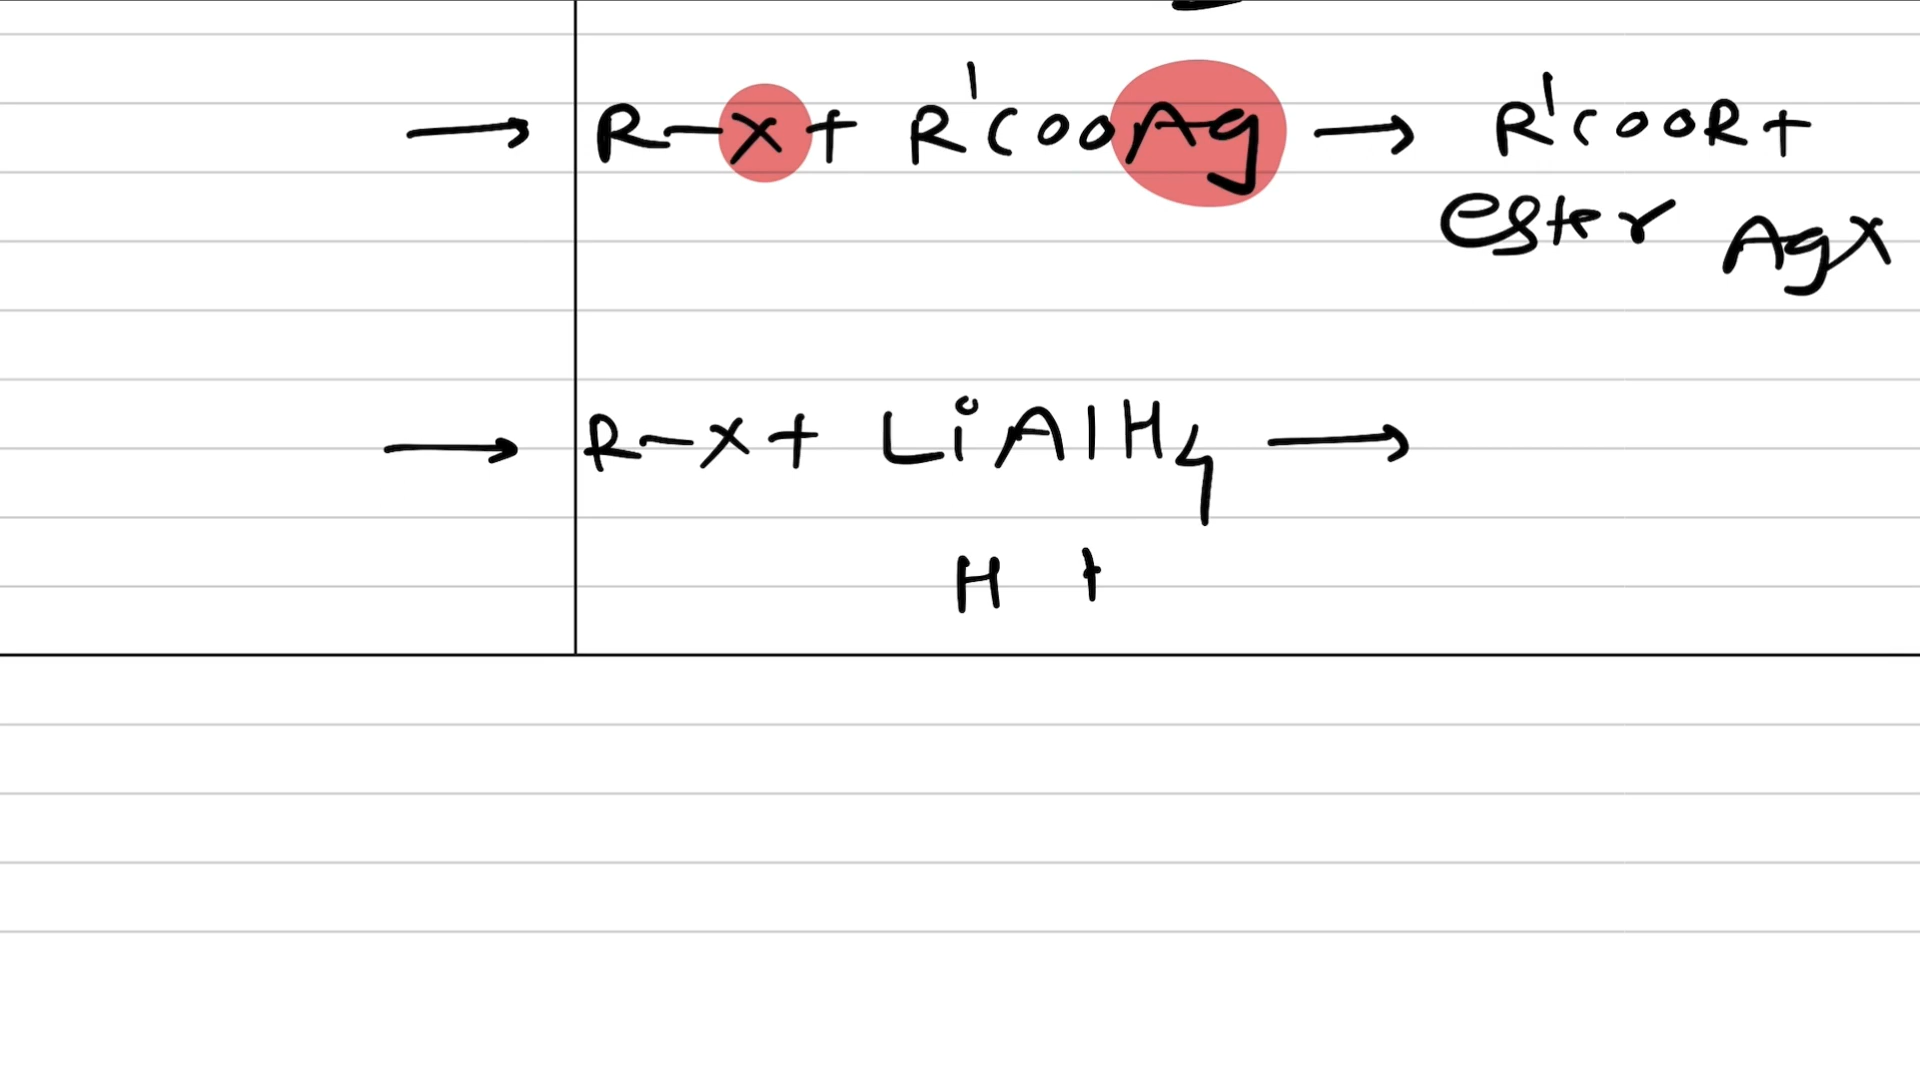 → R-X + R'COOAg → R'COOR +
ester AgX
→ R-X + LiAlH4 →
H +